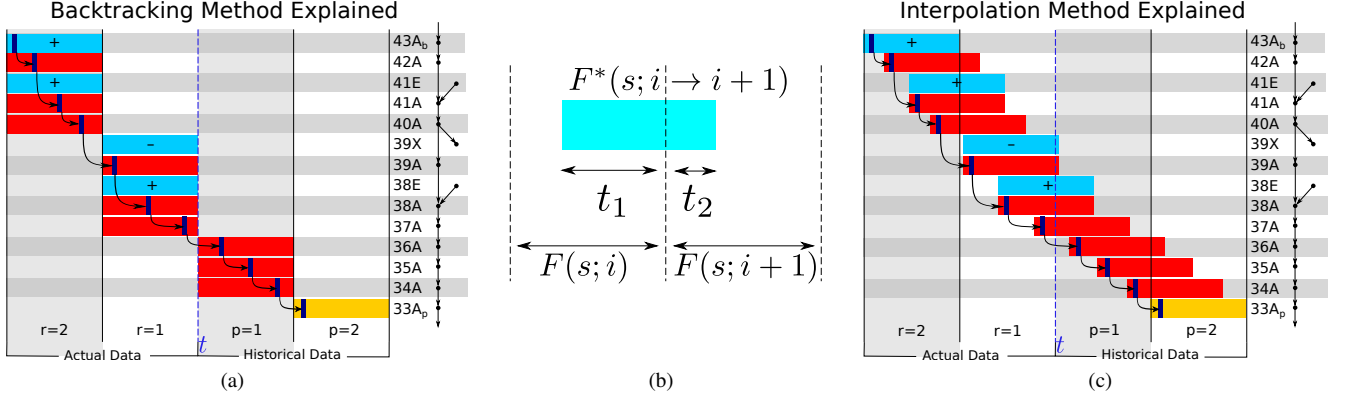 Backtracking Method Explained
+
+
–
+
43A_b
42A
41E
41A
40A
39X
39A
38E
38A
37A
36A
35A
34A
33A_p
r=2 r=1 p=1 p=2
Actual Data t Historical Data
(a)
F*(s; i → i + 1)
t_1 t_2
F(s; i) F(s; i + 1)
(b)
Interpolation Method Explained
+
+
–
+
43A_b
42A
41E
41A
40A
39X
39A
38E
38A
37A
36A
35A
34A
33A_p
r=2 r=1 p=1 p=2
Actual Data t Historical Data
(c)